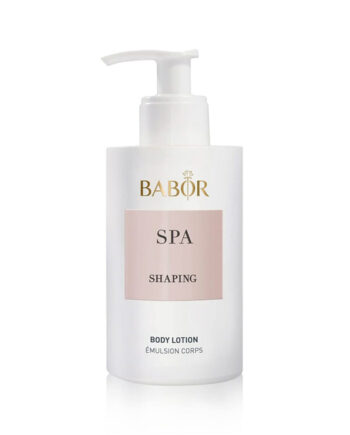 BABOR
SPA
SHAPING
BODY LOTION
ÉMULSION CORPS